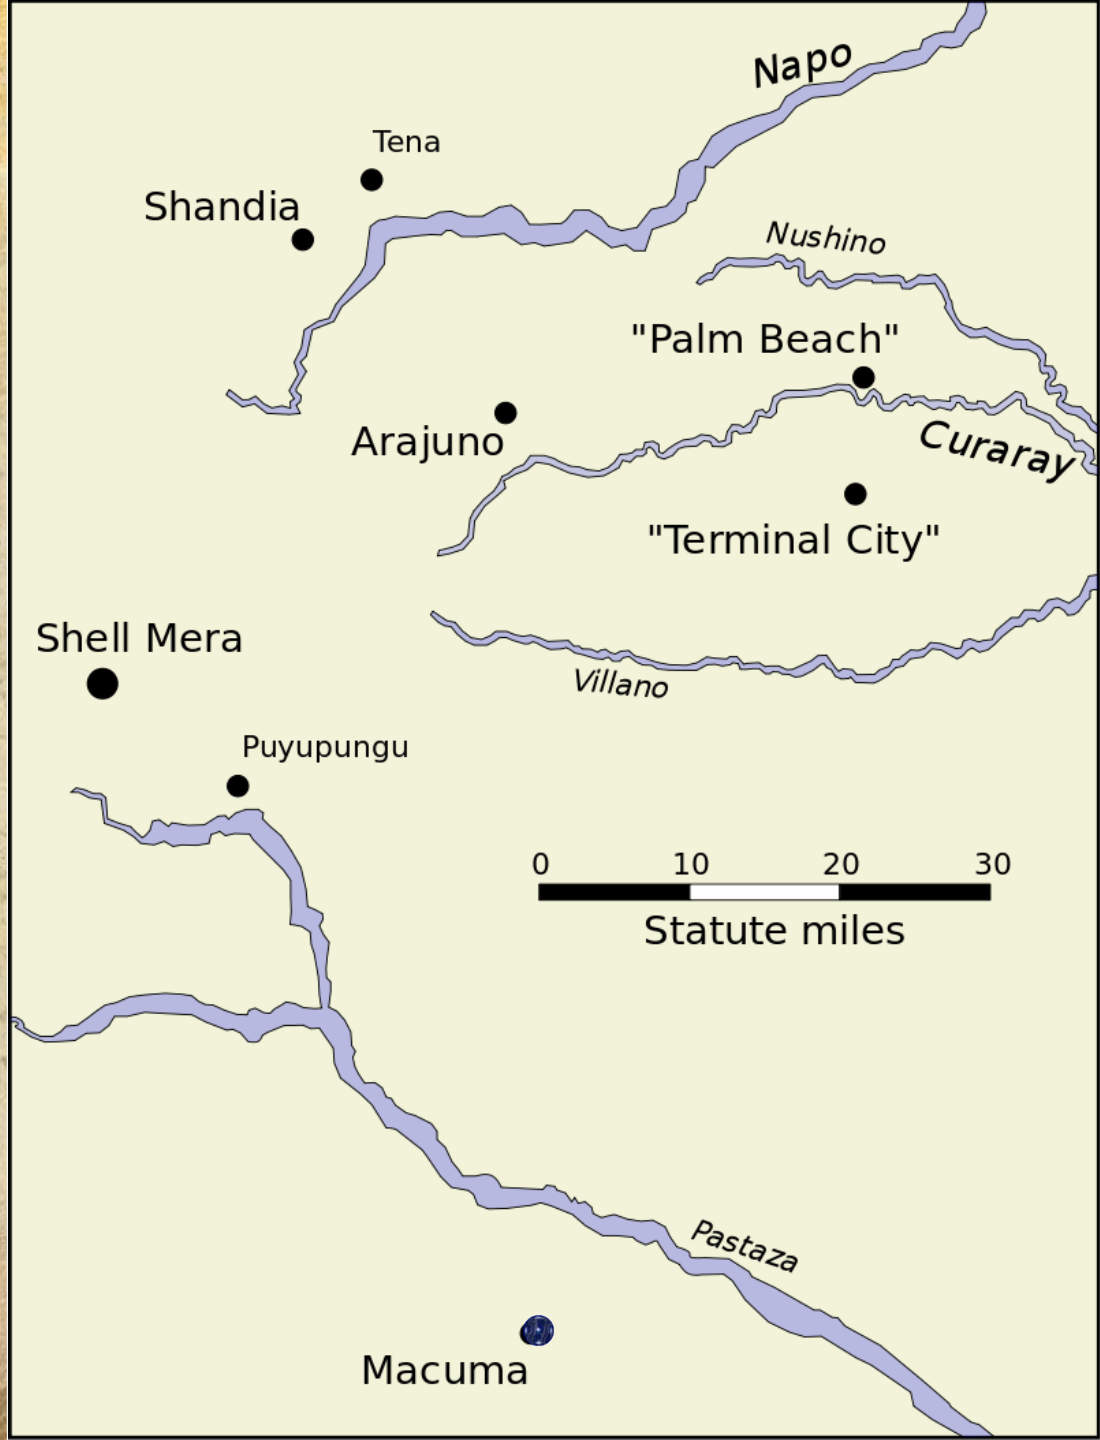 Napo
Tena
Shandia
Nushino
"Palm Beach"
Arajuno
Curaray
"Terminal City"
Shell Mera
Villano
Puyupungu
0 10 20 30
Statute miles
Pastaza
Macuma